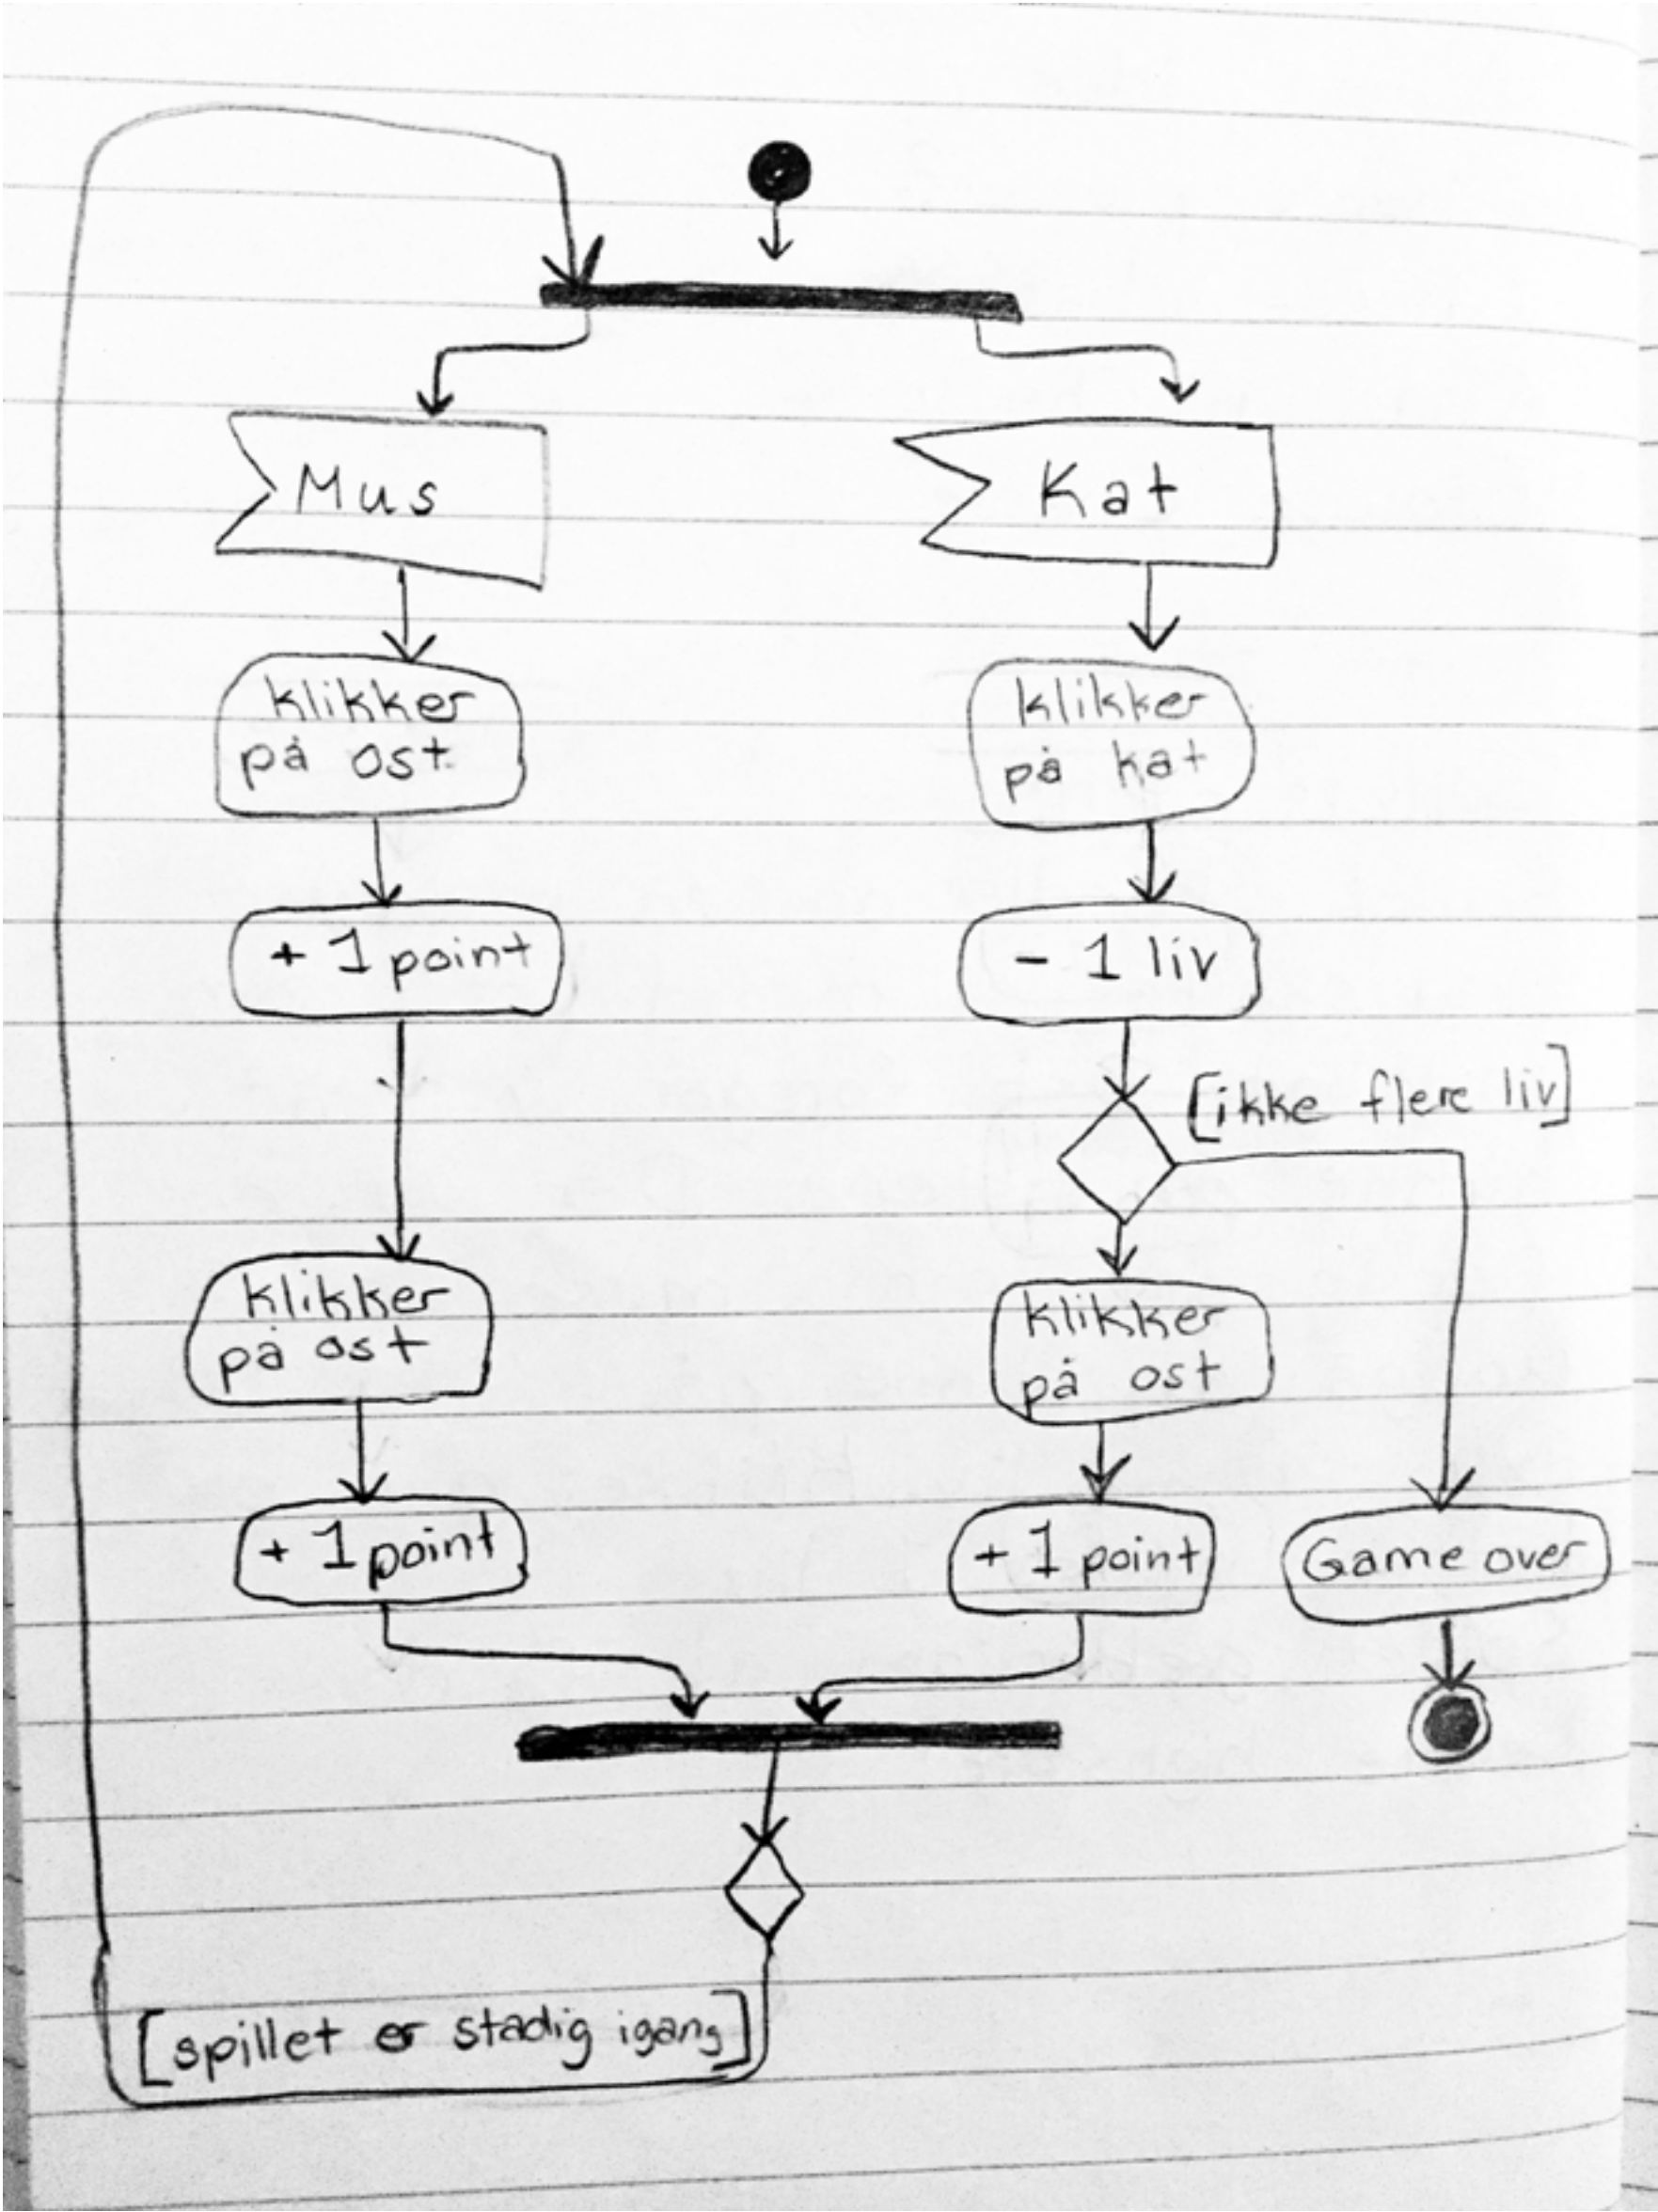 Mus
Kat
klikker
på ost
klikker
på kat
+ 1 point
- 1 liv
[ikke flere liv]
klikker
på ost
klikker
på ost
+ 1 point
+ 1 point
Game over
[spillet er stadig igang]